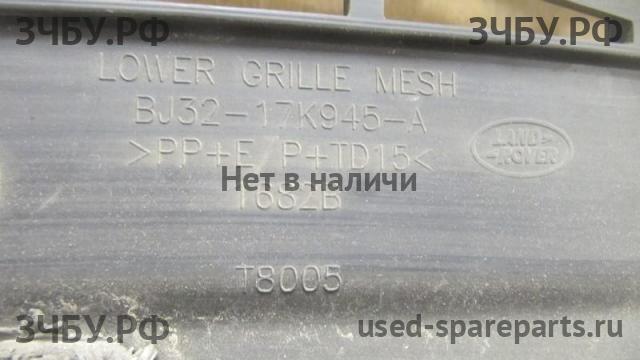 ЗЧБУ.РФ ЗЧБУ.РФ
LOWER GRILLE MESH
BJ32-17K945-A
LAND>
-ROVER
>PP+E/P+TD15<
Нет в наличи
T8005
ЗЧБУ.РФ
used-spareparts.ru